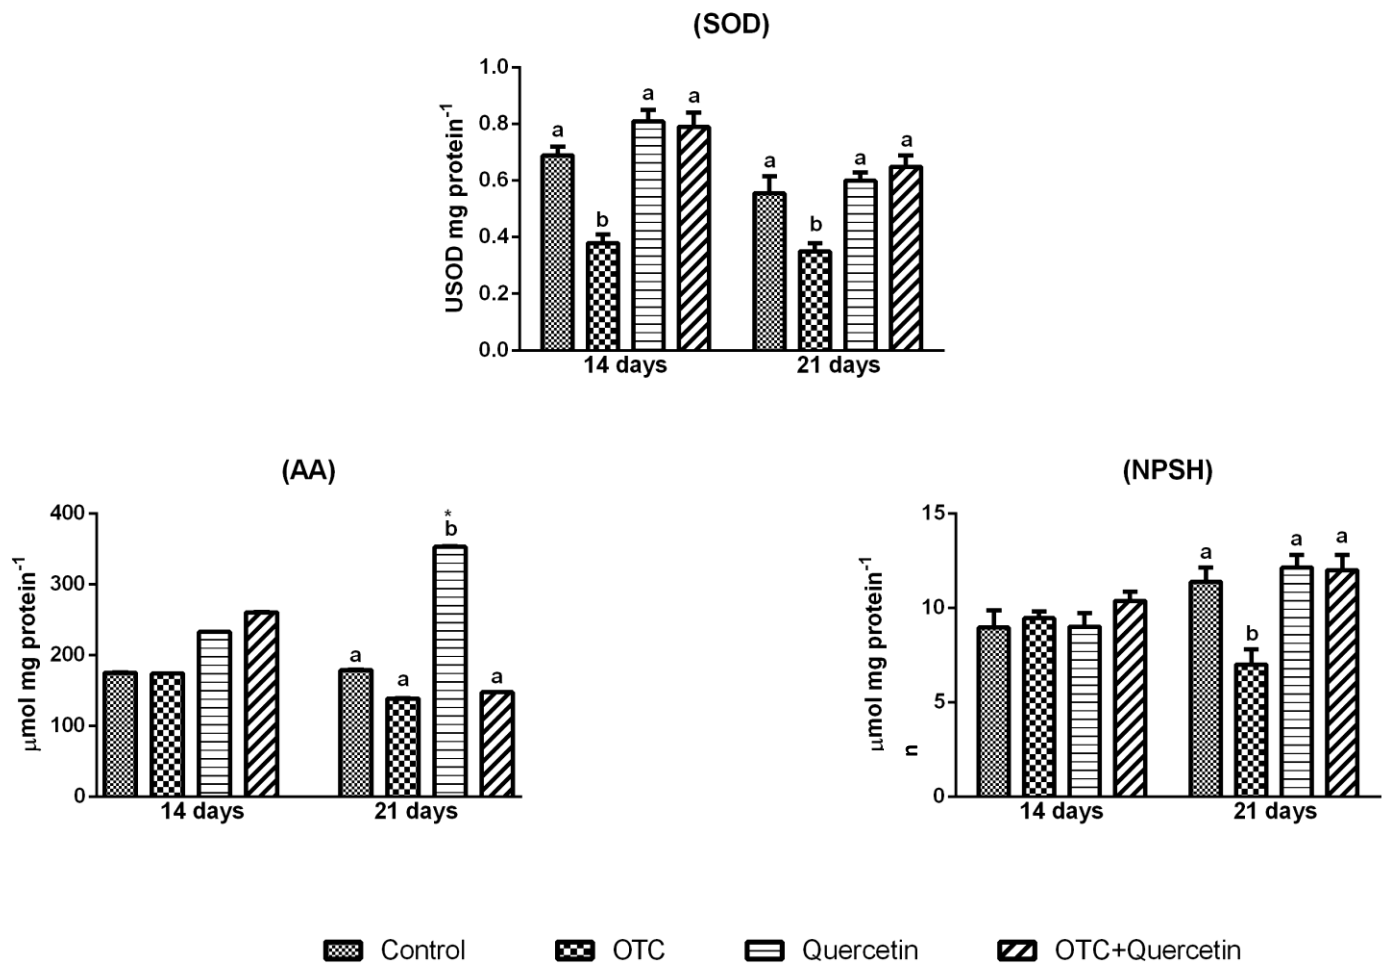 (SOD)
USOD mg protein-1
1.0
0.8
0.6
0.4
0.2
0.0
a
b
a
a
a
b
a
a
14 days
21 days
(AA)
μmol mg protein-1
400
300
200
100
0
*
b
a
a
a
14 days
21 days
(NPSH)
μmol mg protein-1
n
15
10
5
0
a
b
a
a
14 days
21 days
Control
OTC
Quercetin
OTC+Quercetin